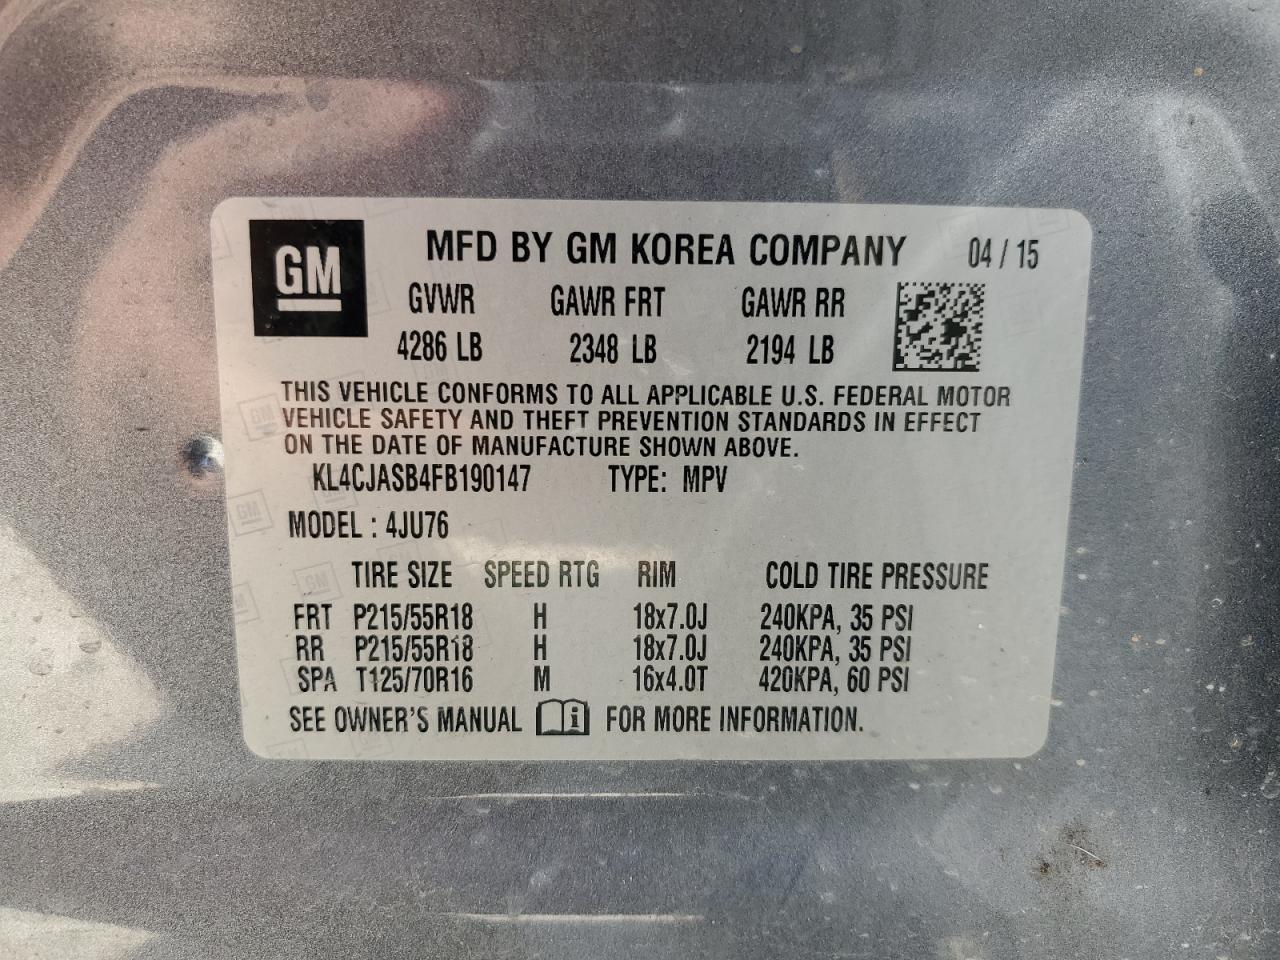 GM
MFD BY GM KOREA COMPANY 04 / 15
GVWR GAWR FRT GAWR RR
4286 LB 2348 LB 2194 LB
THIS VEHICLE CONFORMS TO ALL APPLICABLE U.S. FEDERAL MOTOR
VEHICLE SAFETY AND THEFT PREVENTION STANDARDS IN EFFECT
ON THE DATE OF MANUFACTURE SHOWN ABOVE.
KL4CJASB4FB190147 TYPE: MPV
MODEL : 4JU76
TIRE SIZE SPEED RTG RIM COLD TIRE PRESSURE
FRT P215/55R18 H 18x7.0J 240KPA, 35 PSI
RR P215/55R18 H 18x7.0J 240KPA, 35 PSI
SPA T125/70R16 M 16x4.0T 420KPA, 60 PSI
SEE OWNER'S MANUAL i FOR MORE INFORMATION.